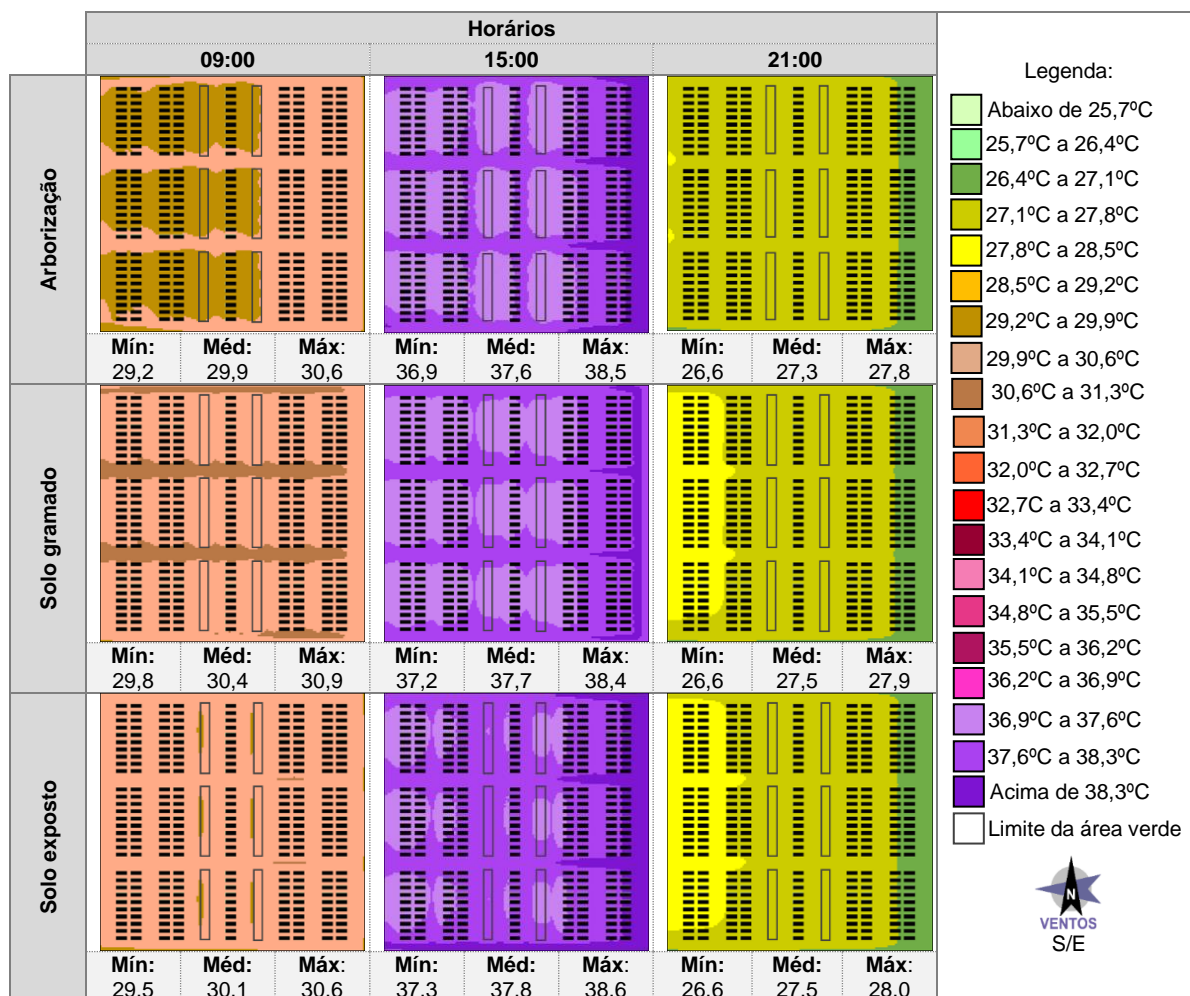 Horários
09:00 15:00 21:00
Arborização
Mín: Méd: Máx: Mín: Méd: Máx: Mín: Méd: Máx:
29,2 29,9 30,6 36,9 37,6 38,5 26,6 27,3 27,8
Solo gramado
Mín: Méd: Máx: Mín: Méd: Máx: Mín: Méd: Máx:
29,8 30,4 30,9 37,2 37,7 38,4 26,6 27,5 27,9
Solo exposto
Mín: Méd: Máx: Mín: Méd: Máx: Mín: Méd: Máx:
29,5 30,1 30,6 37,3 37,8 38,6 26,6 27,5 28,0
Legenda:
Abaixo de 25,7ºC
25,7ºC a 26,4ºC
26,4ºC a 27,1ºC
27,1ºC a 27,8ºC
27,8ºC a 28,5ºC
28,5ºC a 29,2ºC
29,2ºC a 29,9ºC
29,9ºC a 30,6ºC
30,6ºC a 31,3ºC
31,3ºC a 32,0ºC
32,0ºC a 32,7ºC
32,7C a 33,4ºC
33,4ºC a 34,1ºC
34,1ºC a 34,8ºC
34,8ºC a 35,5ºC
35,5ºC a 36,2ºC
36,2ºC a 36,9ºC
36,9ºC a 37,6ºC
37,6ºC a 38,3ºC
Acima de 38,3ºC
Limite da área verde
N
VENTOS
S/E